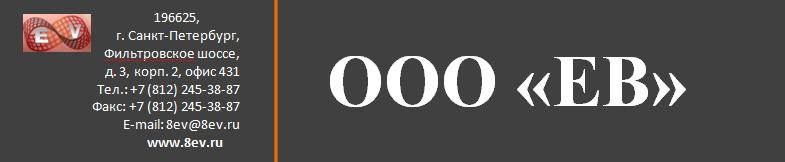 E V
196625,
г. Санкт-Петербург,
Фильтровское шоссе,
д. 3, корп. 2, офис 431
Тел.: +7 (812) 245-38-87
Факс: +7 (812) 245-38-87
E-mail: 8ev@8ev.ru
www.8ev.ru
ООО «ЕВ»